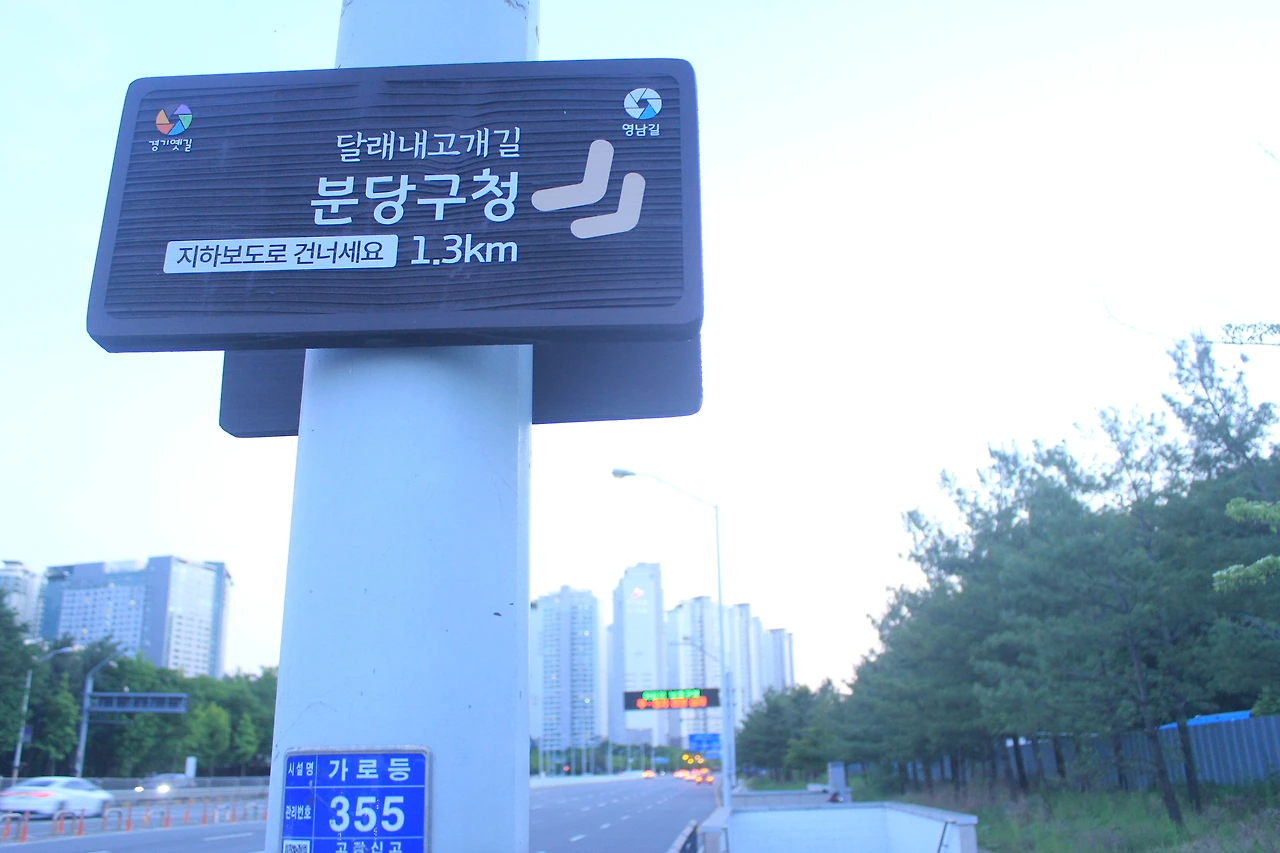 경기옛길
영남길
달래내고개길
분당구청
지하보도로 건너세요 1.3km
시설명 가로등
관리번호 355
고장신고